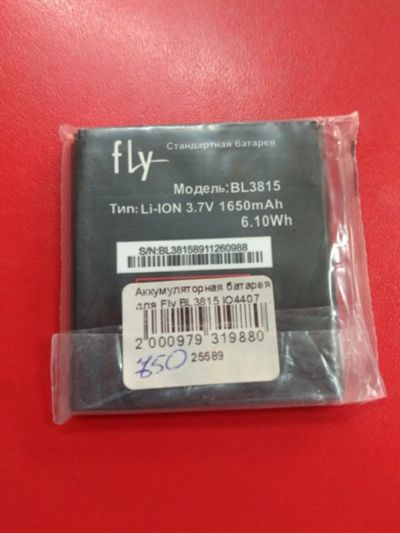 fly
Стандартная батарея
Модель:BL3815
Тип: Li-ION 3.7V 1650mAh
6.10Wh
S/N:BL38158911260988
Аккумуляторная батарея
для Fly BL3815 IQ4407
2 000979 319880
750 25589